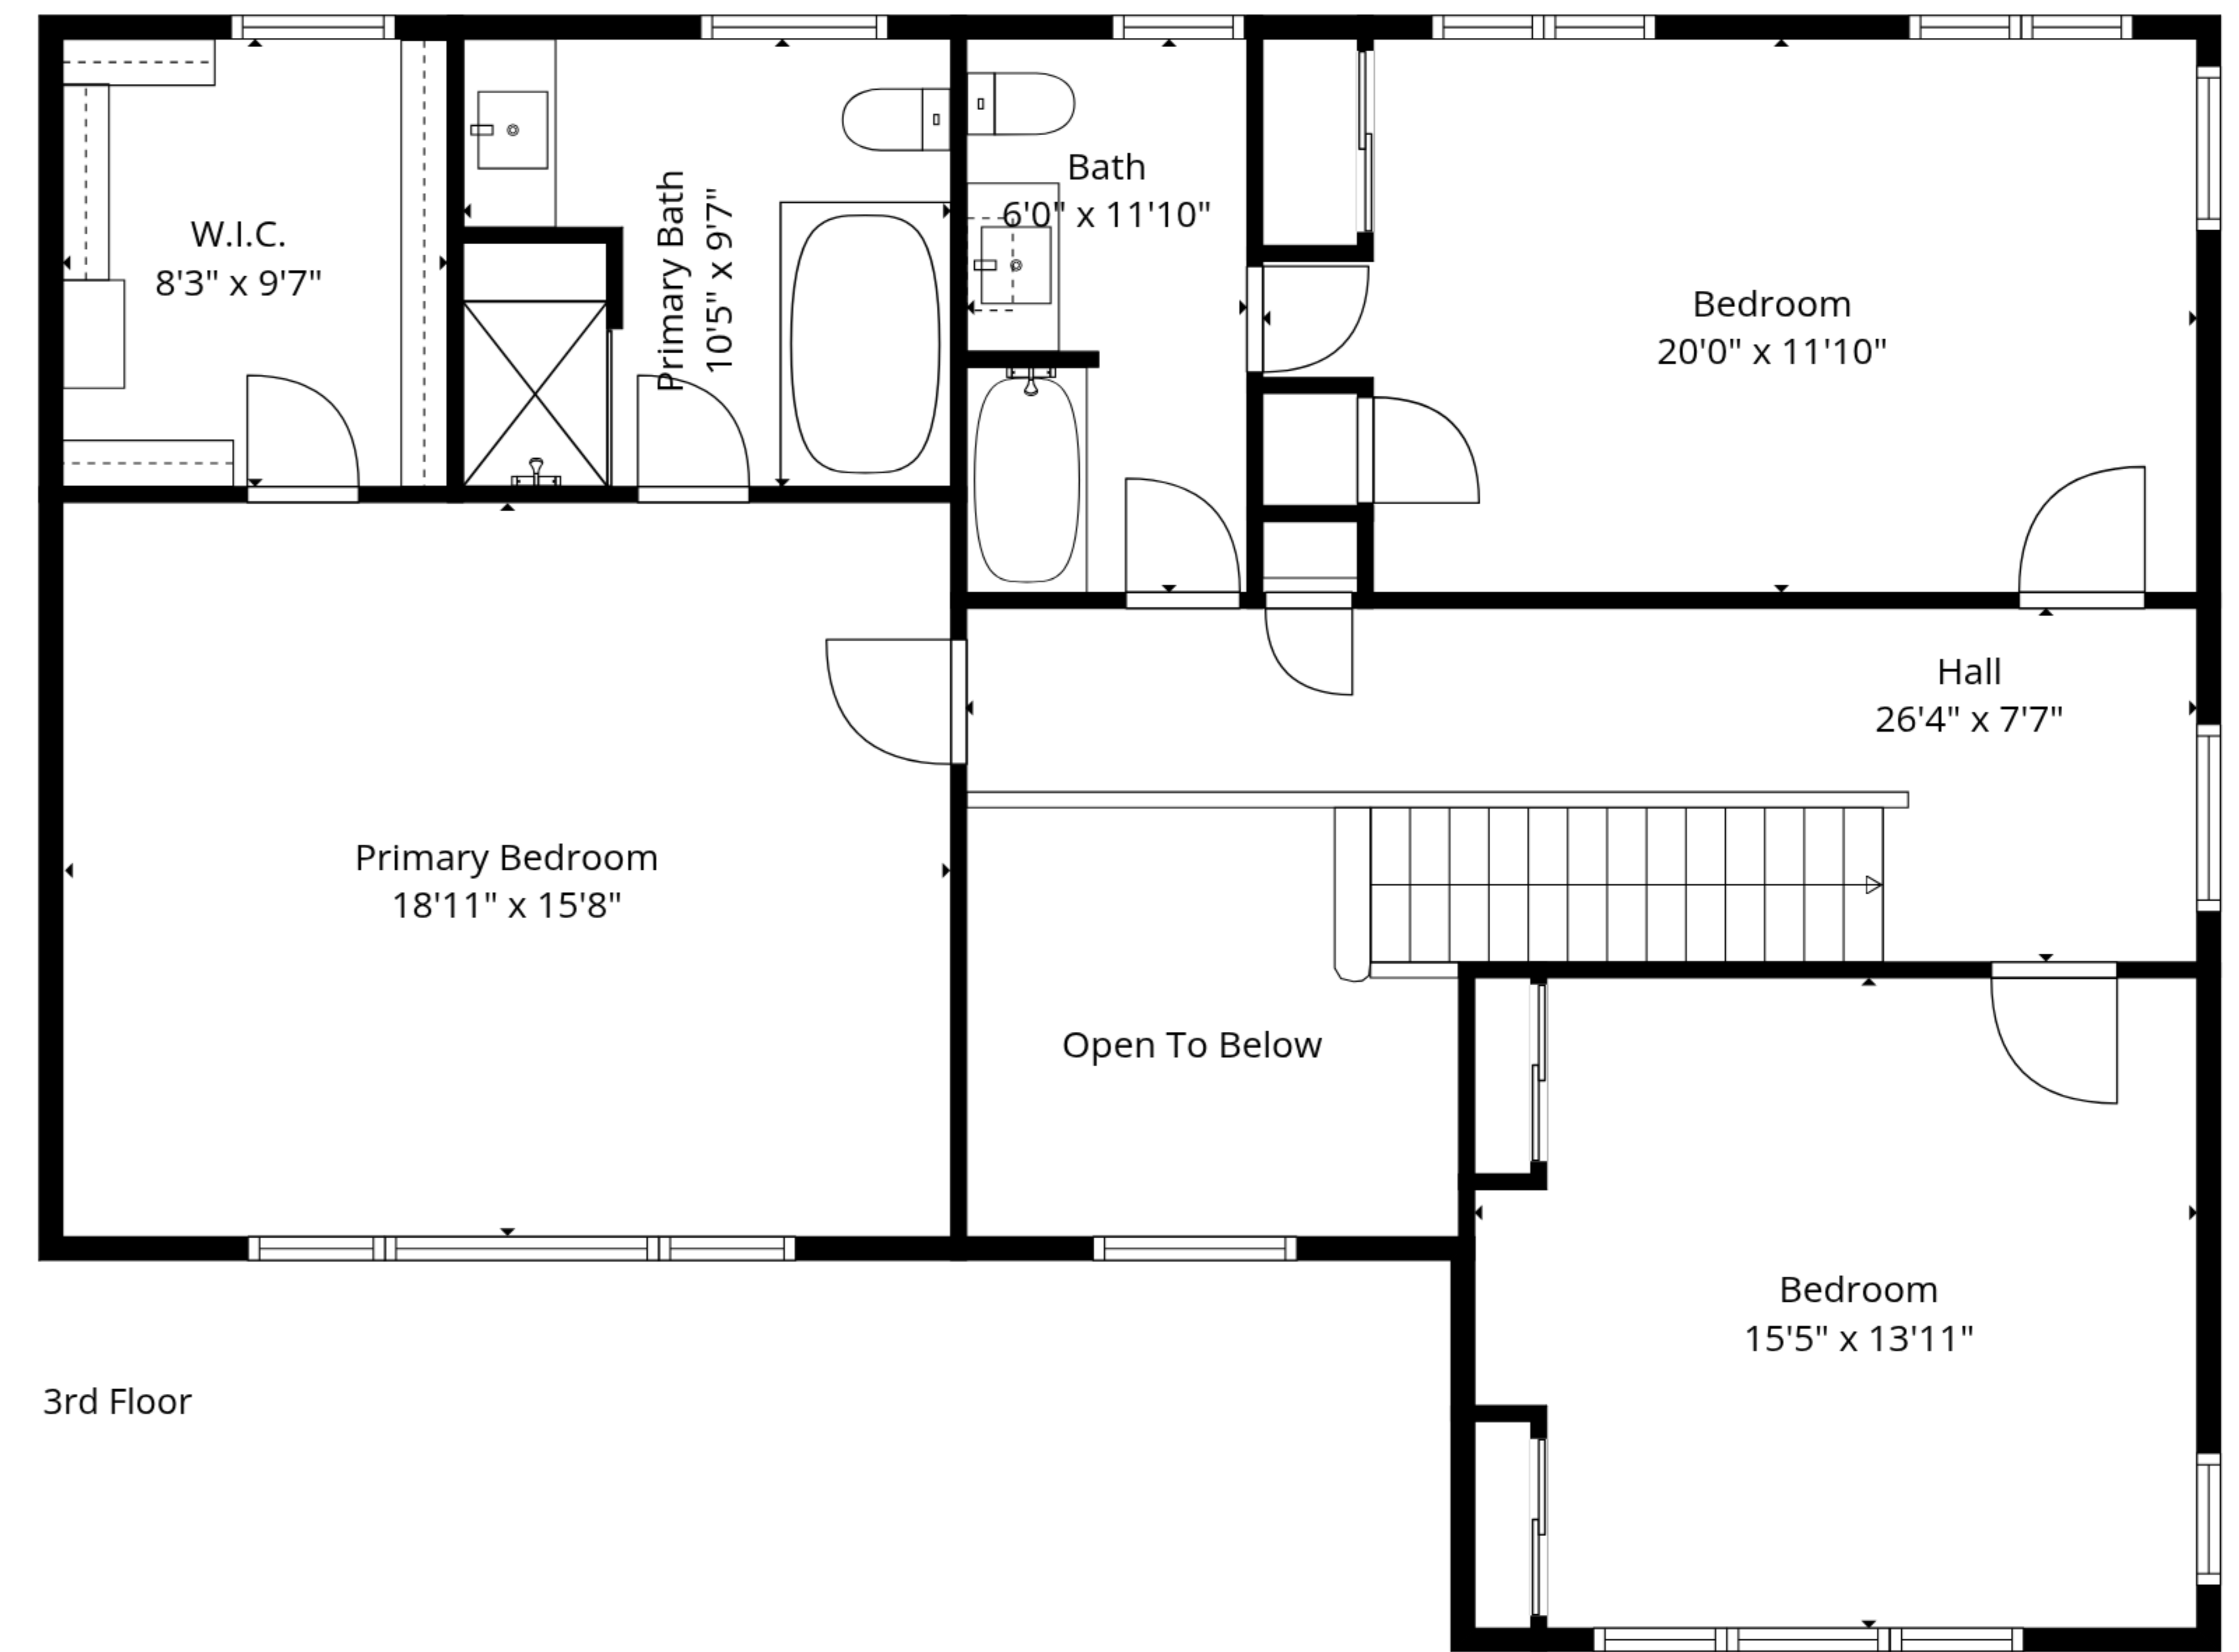 W.I.C.
8'3" x 9'7"
Primary Bath
10'5" x 9'7"
Bath
6'0" x 11'10"
Bedroom
20'0" x 11'10"
Hall
26'4" x 7'7"
Primary Bedroom
18'11" x 15'8"
Open To Below
Bedroom
15'5" x 13'11"
3rd Floor